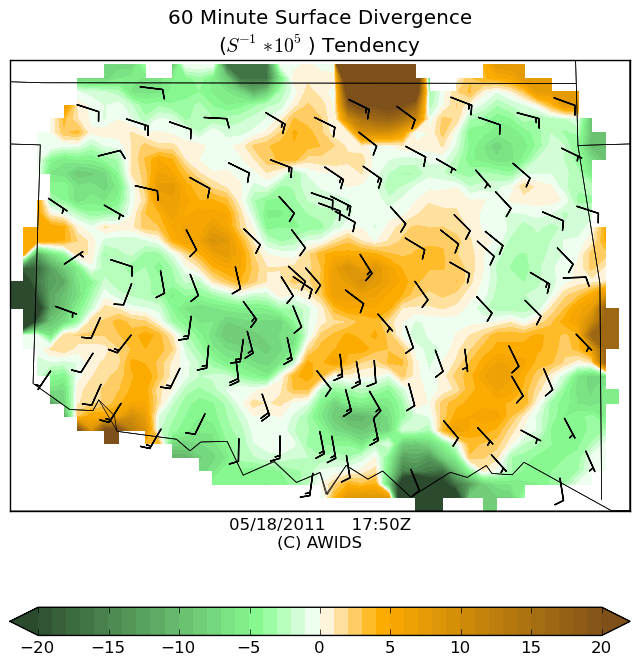 60 Minute Surface Divergence
(S⁻¹ *10⁵ ) Tendency
05/18/2011 17:50Z
(C) AWIDS
−20 −15 −10 −5 0 5 10 15 20